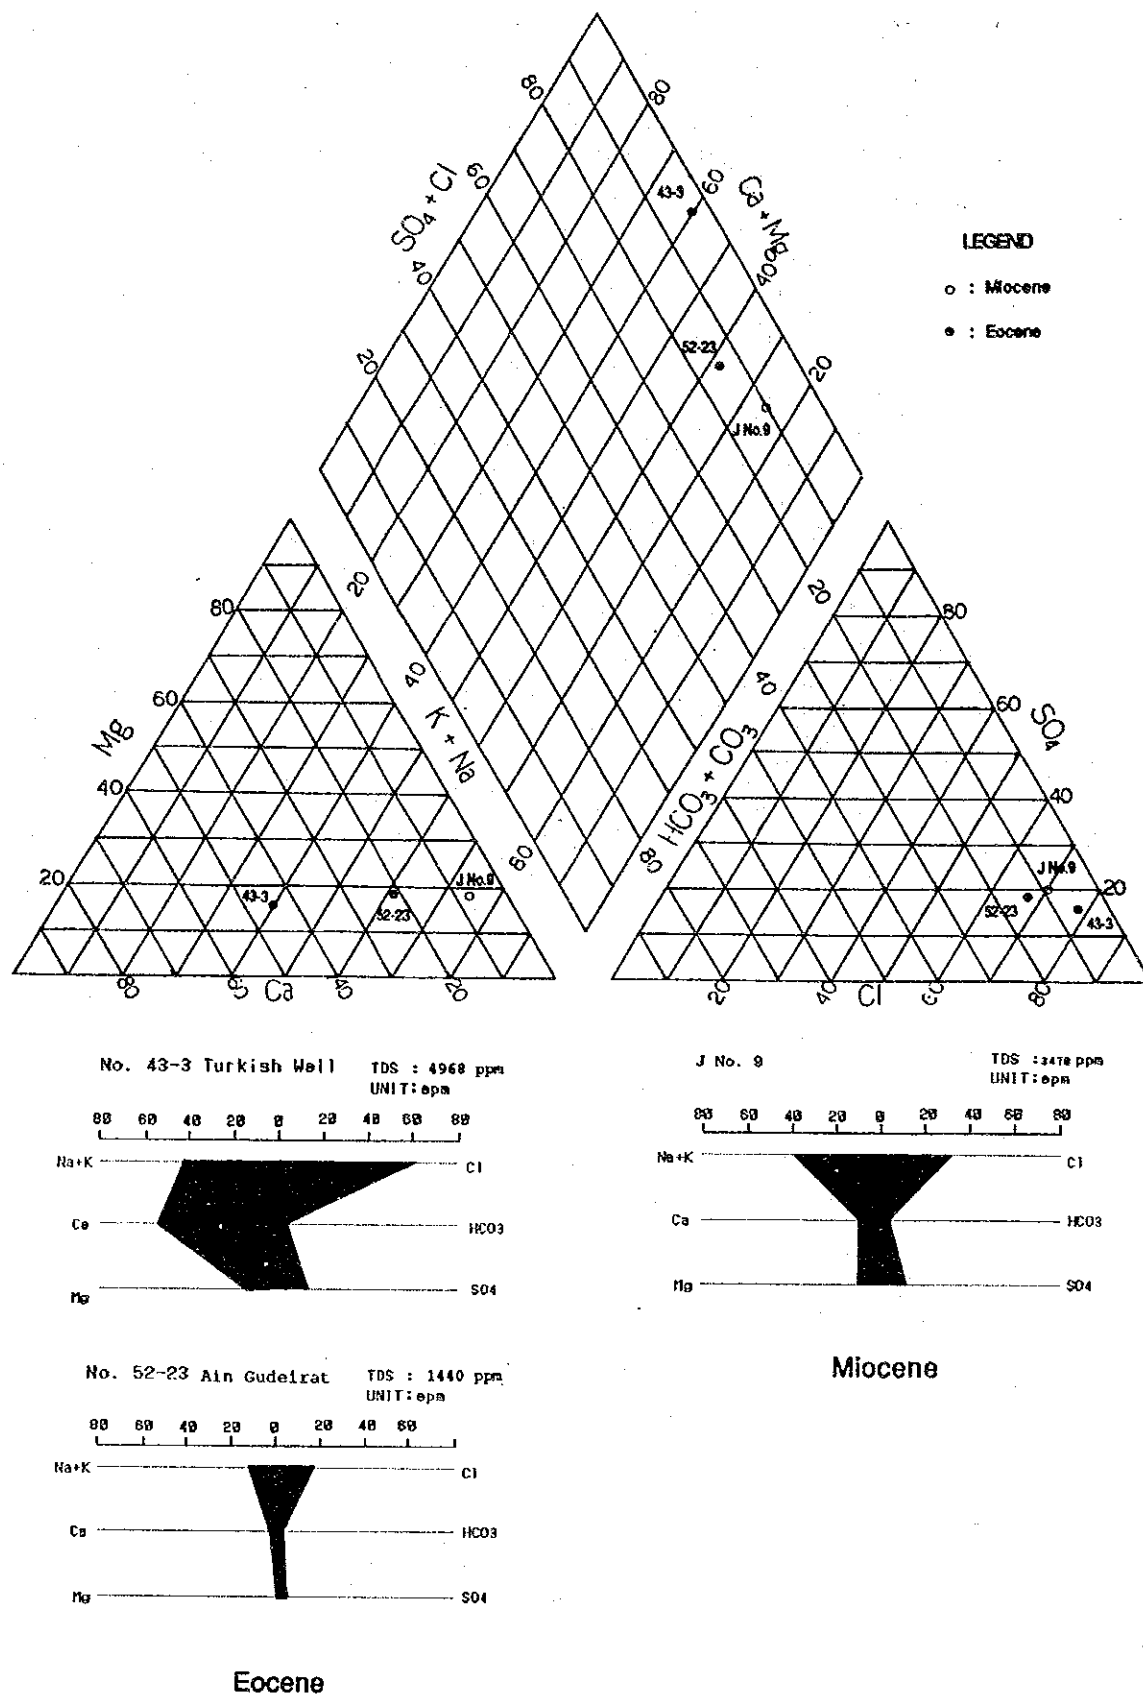 80
80
60
SO₄ + Cl
43-3
60
Ca + Mg
40
40
LEGEND
o : Miocene
• : Eocene
20
52-23
20
J No.9
20
20
80
80
40
40
60
60
Mg
K + Na
HCO₃ + CO₃
SO₄
40
40
60
80
20
43-3
J No.9
52-23
J No.9
20
52-23
43-3
80
60
Ca
40
20
20
40
Cl
60
80
No. 43-3 Turkish Well TDS : 4968 ppm
UNIT: epm
80 60 40 20 0 20 40 60 80
Na+K Cl
Ca HCO3
Mg SO4
J No. 9 TDS : 3478 ppm
UNIT: epm
80 60 40 20 0 20 40 60 80
Na+K Cl
Ca HCO3
Mg SO4
Miocene
No. 52-23 Ain Gudeirat TDS : 1440 ppm
UNIT: epm
80 60 40 20 0 20 40 60
Na+K Cl
Ca HCO3
Mg SO4
Eocene